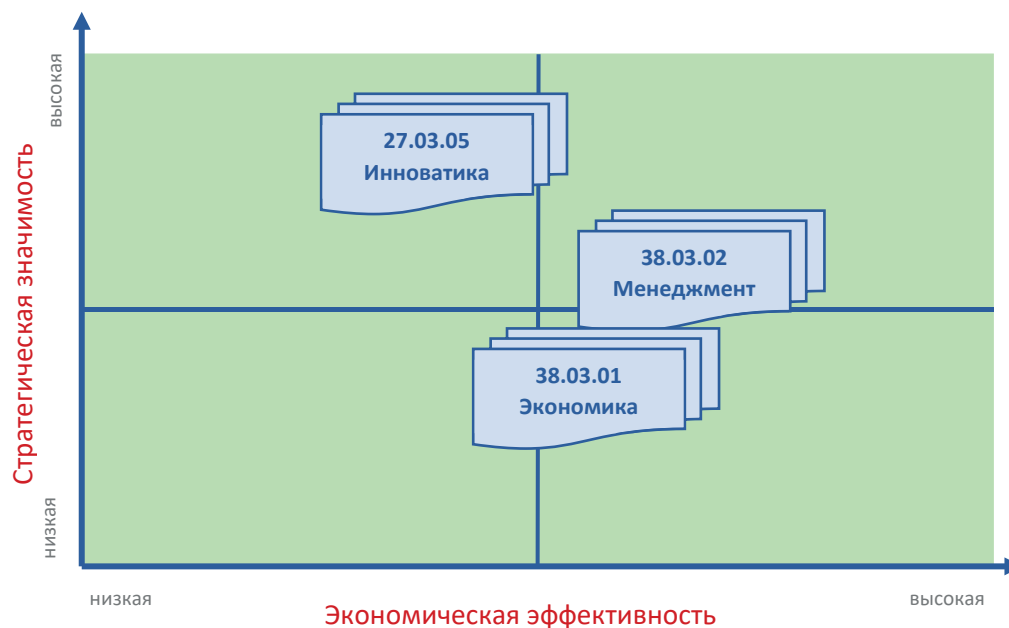 высокая
Стратегическая значимость
низкая
27.03.05
Инноватика
38.03.02
Менеджмент
38.03.01
Экономика
низкая
Экономическая эффективность
высокая